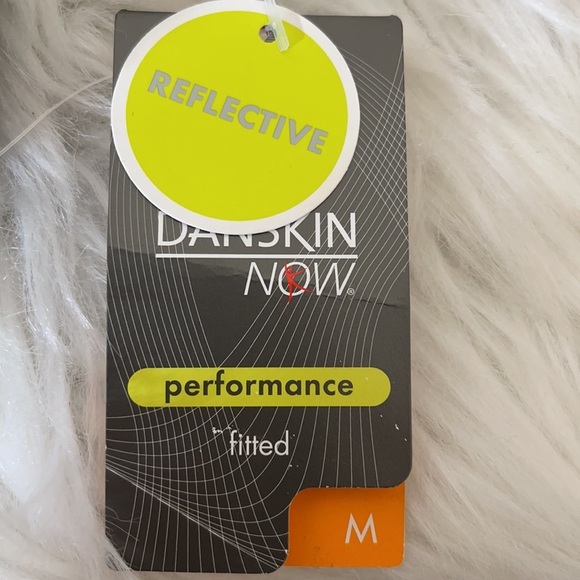 REFLECTIVE
DANSKIN
NOW®
performance
fitted
M